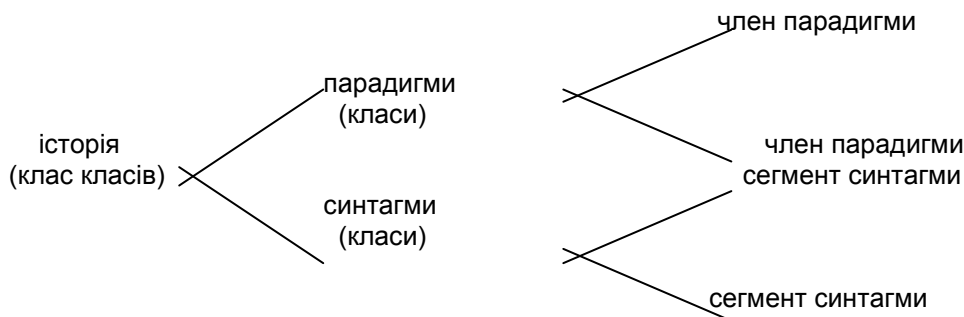 член парадигми
парадигми
(класи)
історія
(клас класів)
член парадигми
сегмент синтагми
синтагми
(класи)
сегмент синтагми